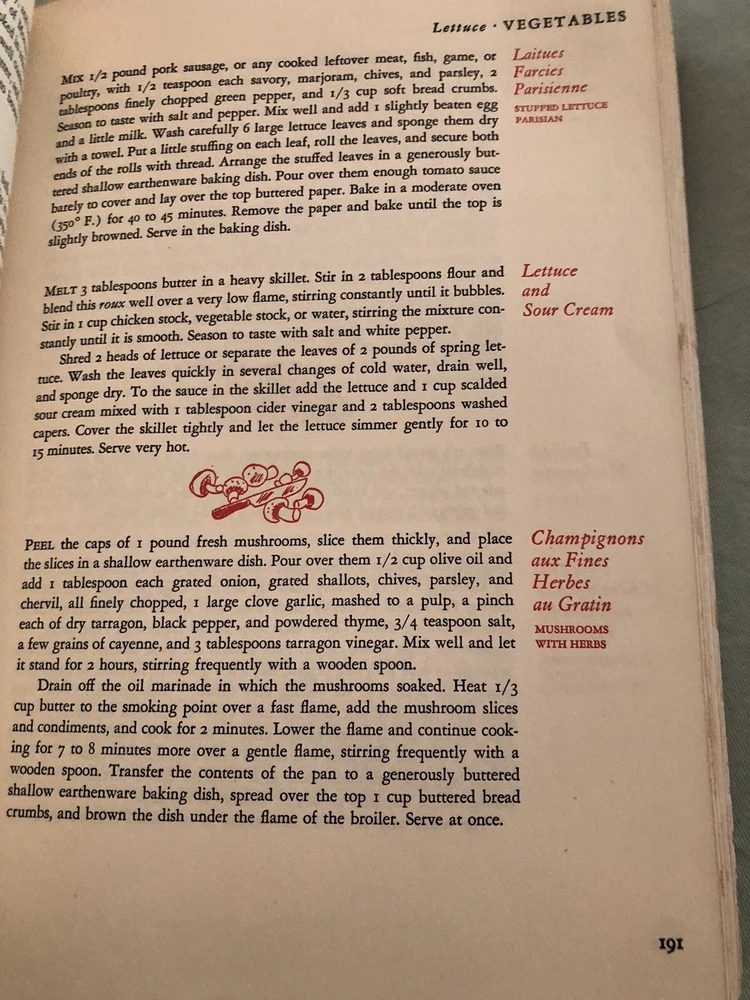 Lettuce · VEGETABLES
MIX 1/2 pound pork sausage, or any cooked leftover meat, fish, game, or
poultry, with 1/2 teaspoon each savory, marjoram, chives, and parsley, 2
tablespoons finely chopped green pepper, and 1/3 cup soft bread crumbs.
Season to taste with salt and pepper. Mix well and add 1 slightly beaten egg
and a little milk. Wash carefully 6 large lettuce leaves and sponge them dry
with a towel. Put a little stuffing on each leaf, roll the leaves, and secure both
ends of the rolls with thread. Arrange the stuffed leaves in a generously but-
tered shallow earthenware baking dish. Pour over them enough tomato sauce
barely to cover and lay over the top buttered paper. Bake in a moderate oven
(350° F.) for 40 to 45 minutes. Remove the paper and bake until the top is
slightly browned. Serve in the baking dish.
Laitues
Farcies
Parisienne
STUFFED LETTUCE
PARISIAN
MELT 3 tablespoons butter in a heavy skillet. Stir in 2 tablespoons flour and
blend this roux well over a very low flame, stirring constantly until it bubbles.
Stir in 1 cup chicken stock, vegetable stock, or water, stirring the mixture con-
stantly until it is smooth. Season to taste with salt and white pepper.
Shred 2 heads of lettuce or separate the leaves of 2 pounds of spring let-
tuce. Wash the leaves quickly in several changes of cold water, drain well,
and sponge dry. To the sauce in the skillet add the lettuce and 1 cup scalded
sour cream mixed with 1 tablespoon cider vinegar and 2 tablespoons washed
capers. Cover the skillet tightly and let the lettuce simmer gently for 10 to
15 minutes. Serve very hot.
Lettuce
and
Sour Cream
PEEL the caps of 1 pound fresh mushrooms, slice them thickly, and place
the slices in a shallow earthenware dish. Pour over them 1/2 cup olive oil and
add 1 tablespoon each grated onion, grated shallots, chives, parsley, and
chervil, all finely chopped, 1 large clove garlic, mashed to a pulp, a pinch
each of dry tarragon, black pepper, and powdered thyme, 3/4 teaspoon salt,
a few grains of cayenne, and 3 tablespoons tarragon vinegar. Mix well and let
it stand for 2 hours, stirring frequently with a wooden spoon.
Drain off the oil marinade in which the mushrooms soaked. Heat 1/3
cup butter to the smoking point over a fast flame, add the mushroom slices
and condiments, and cook for 2 minutes. Lower the flame and continue cook-
ing for 7 to 8 minutes more over a gentle flame, stirring frequently with a
wooden spoon. Transfer the contents of the pan to a generously buttered
shallow earthenware baking dish, spread over the top 1 cup buttered bread
crumbs, and brown the dish under the flame of the broiler. Serve at once.
Champignons
aux Fines
Herbes
au Gratin
MUSHROOMS
WITH HERBS
191